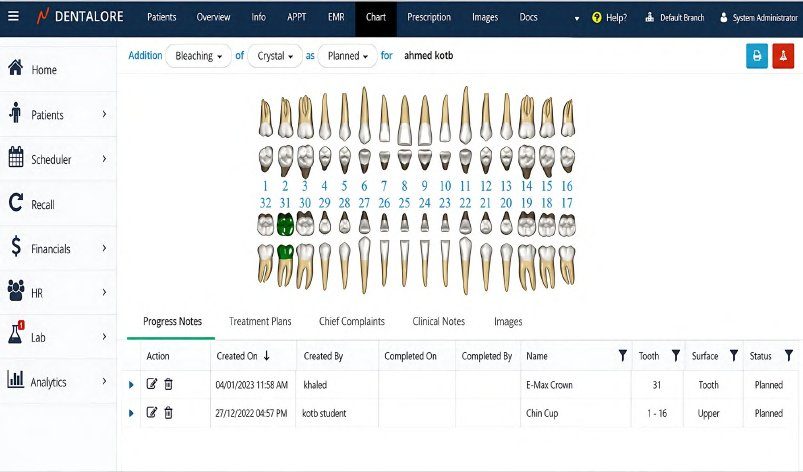 DENTALORE Patients Overview Info APPT EMR Chart Prescription Images Docs Help? Default Branch System Administrator
Addition Bleaching of Crystal as Planned for ahmed kotb
Home
Patients
Scheduler
Recall
Financials
HR
Lab
1
Analytics
1 2 3 4 5 6 7 8 9 10 11 12 13 14 15 16
32 31 30 29 28 27 26 25 24 23 22 21 20 19 18 17
Progress Notes Treatment Plans Chief Complaints Clinical Notes Images
Action Created On ↓ Created By Completed On Completed By Name Tooth Surface Status
04/01/2023 11:58 AM khaled E-Max Crown 31 Tooth Planned
27/12/2022 04:57 PM kotb student Chin Cup 1 - 16 Upper Planned